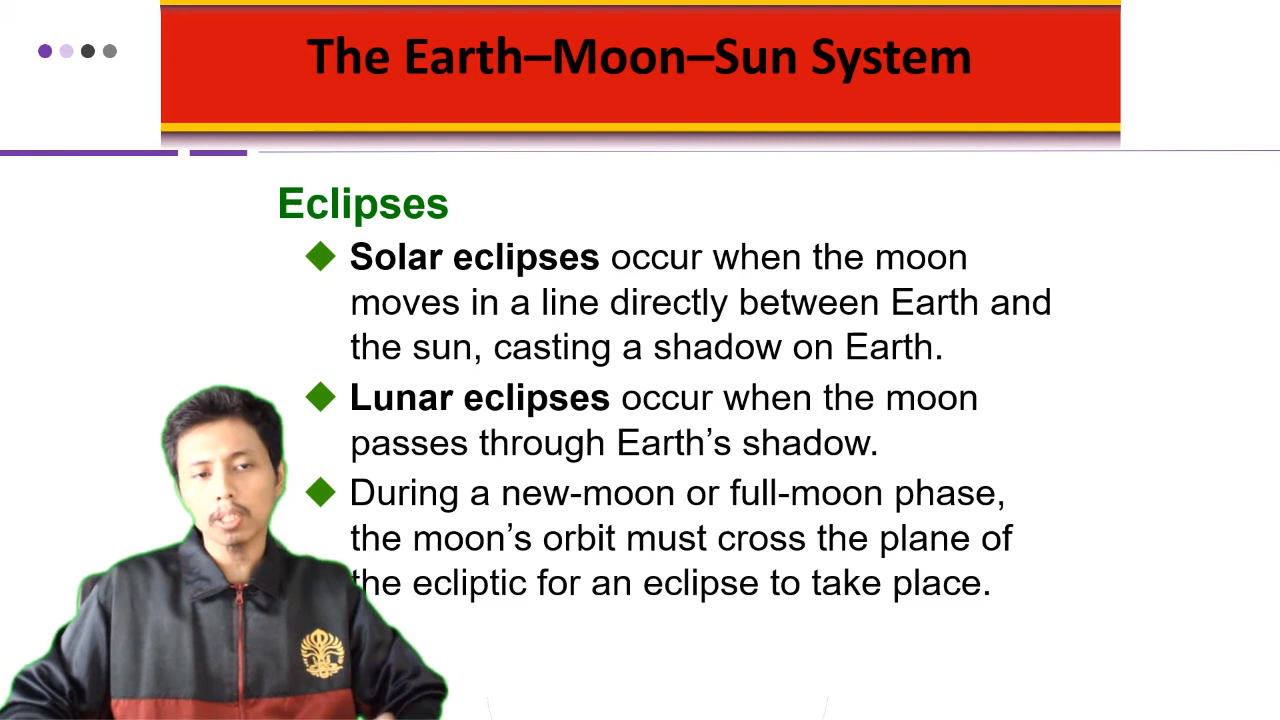 The Earth–Moon–Sun System
Eclipses
Solar eclipses occur when the moon
moves in a line directly between Earth and
the sun, casting a shadow on Earth.
Lunar eclipses occur when the moon
passes through Earth’s shadow.
During a new-moon or full-moon phase,
the moon’s orbit must cross the plane of
the ecliptic for an eclipse to take place.